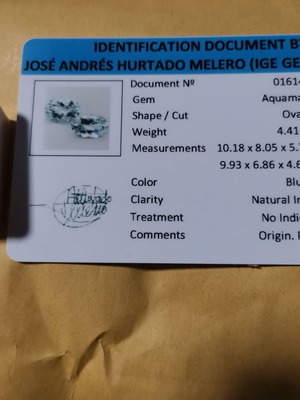 IDENTIFICATION DOCUMENT B
JOSÉ ANDRÉS HURTADO MELERO (IGE GE
Document Nº 01614
Gem Aquama
Shape / Cut Ova
Weight 4.41
Measurements 10.18 x 8.05 x 5.
9.93 x 6.86 x 4.6
Color Blu
Clarity Natural I
Treatment No Indi
Comments Origin.